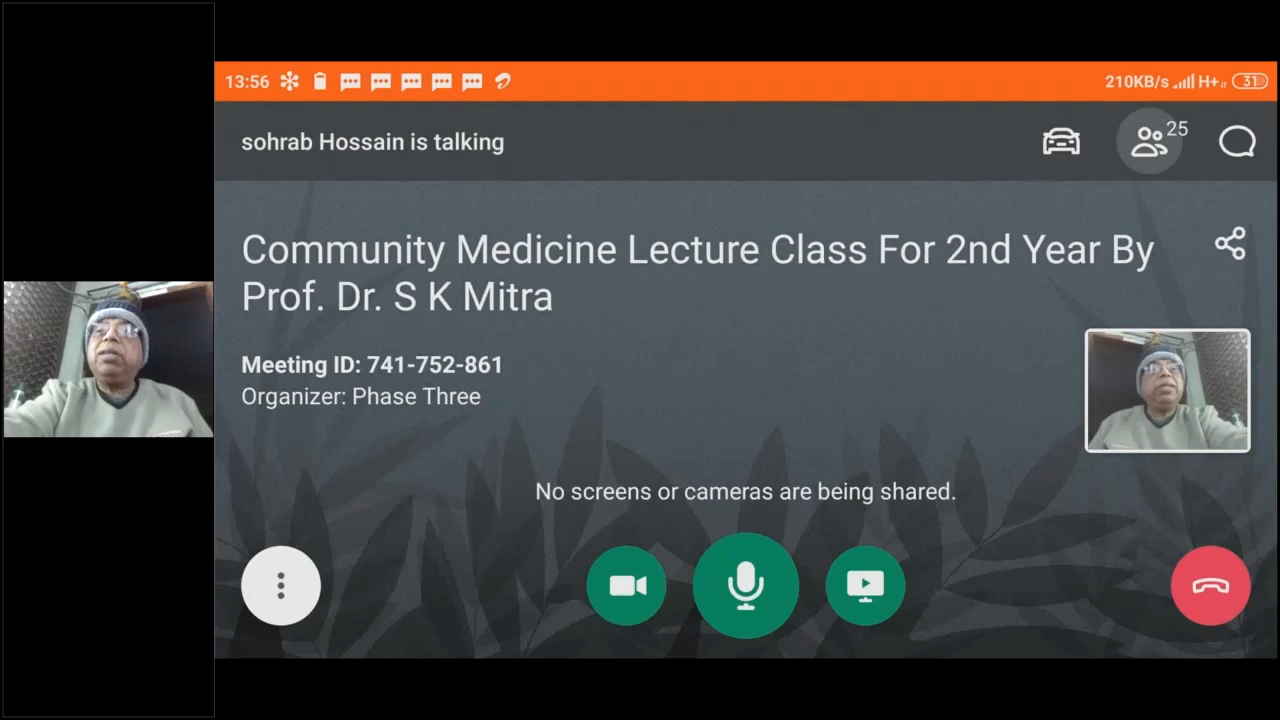 13:56
210KB/s H+ 31
sohrab Hossain is talking
25
Community Medicine Lecture Class For 2nd Year By
Prof. Dr. S K Mitra
Meeting ID: 741-752-861
Organizer: Phase Three
No screens or cameras are being shared.